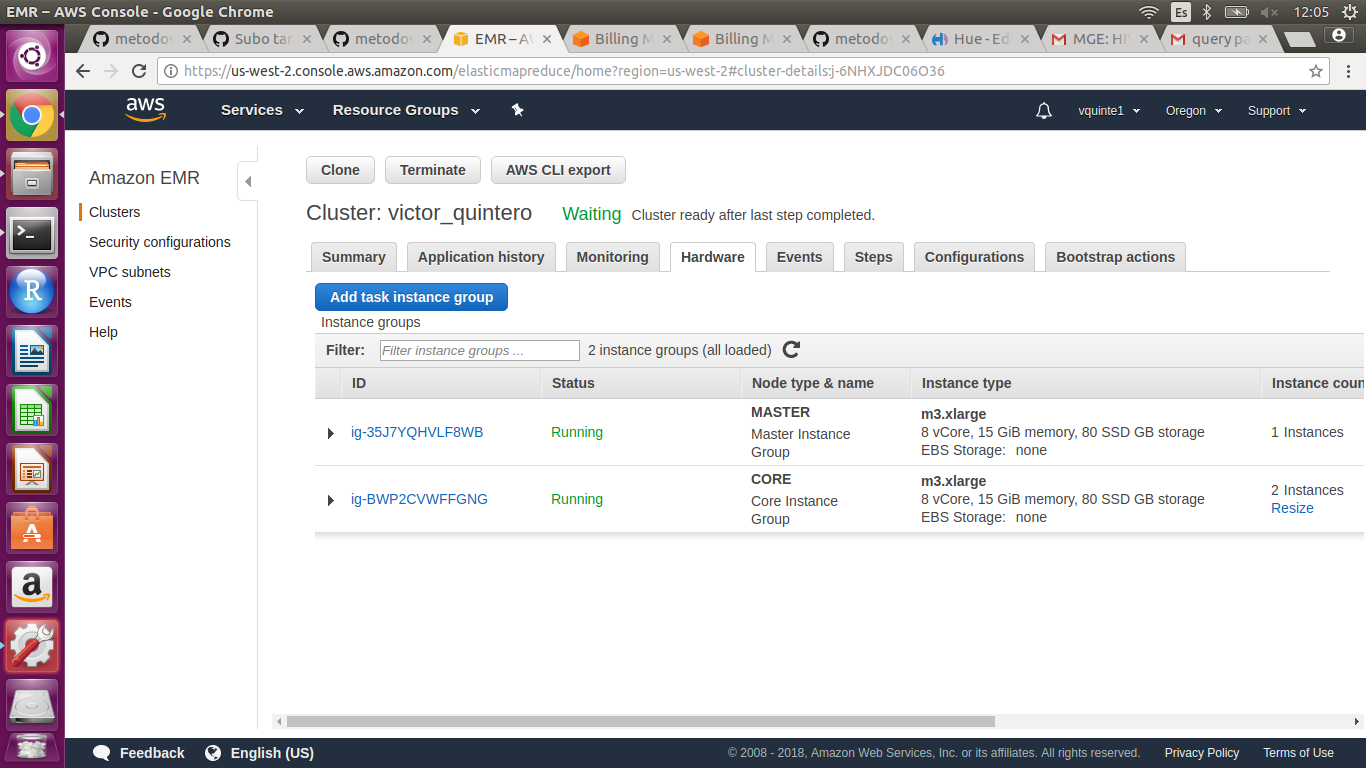 EMR – AWS Console - Google Chrome
Es
12:05
metodos
Subo tar
metodos
EMR – AW
Billing M
Billing M
metodos
Hue - Ed
MGE: HI
query pa
https://us-west-2.console.aws.amazon.com/elasticmapreduce/home?region=us-west-2#cluster-details:j-6NHXJDC06O36
aws
Services
Resource Groups
vquinte1
Oregon
Support
Amazon EMR
Clusters
Security configurations
VPC subnets
Events
Help
Clone
Terminate
AWS CLI export
Cluster: victor_quintero
Waiting
Cluster ready after last step completed.
Summary
Application history
Monitoring
Hardware
Events
Steps
Configurations
Bootstrap actions
Add task instance group
Instance groups
Filter:
Filter instance groups ...
2 instance groups (all loaded)
ID
Status
Node type & name
Instance type
Instance coun
ig-35J7YQHVLF8WB
Running
MASTER
Master Instance
Group
m3.xlarge
8 vCore, 15 GiB memory, 80 SSD GB storage
EBS Storage: none
1 Instances
ig-BWP2CVWFFGNG
Running
CORE
Core Instance
Group
m3.xlarge
8 vCore, 15 GiB memory, 80 SSD GB storage
EBS Storage: none
2 Instances
Resize
Feedback
English (US)
© 2008 - 2018, Amazon Web Services, Inc. or its affiliates. All rights reserved.
Privacy Policy
Terms of Use